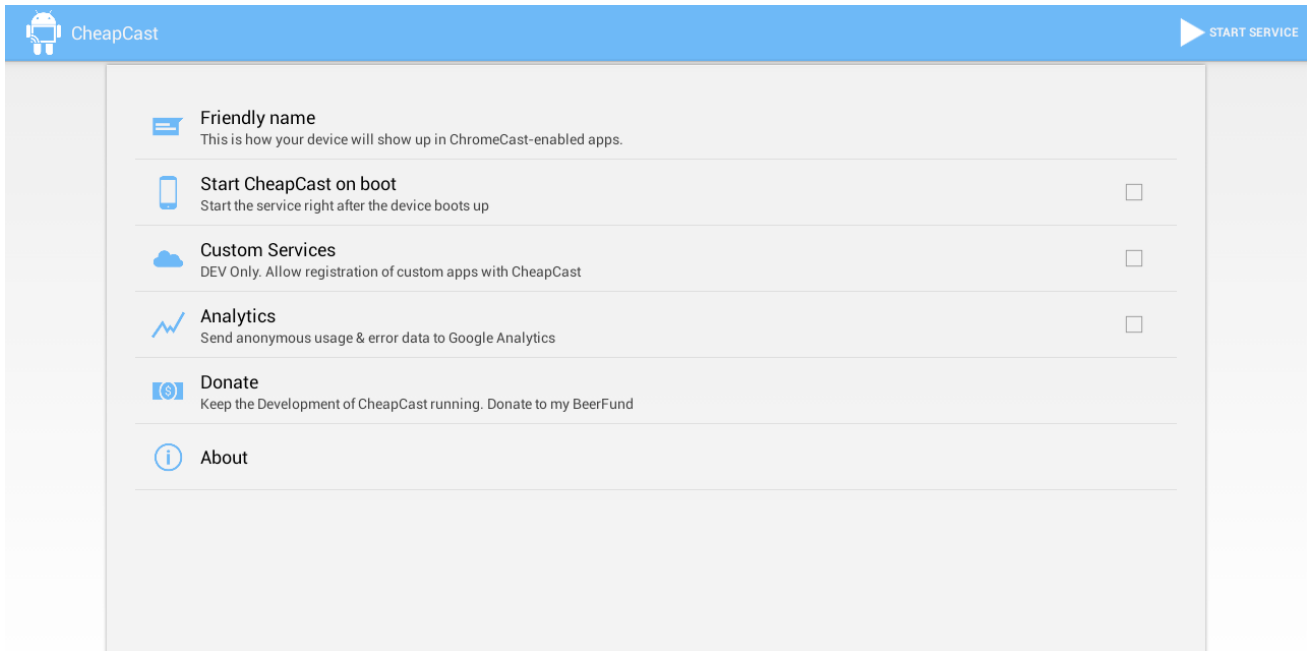 CheapCast
START SERVICE
Friendly name
This is how your device will show up in ChromeCast-enabled apps.
Start CheapCast on boot
Start the service right after the device boots up
Custom Services
DEV Only. Allow registration of custom apps with CheapCast
Analytics
Send anonymous usage & error data to Google Analytics
Donate
Keep the Development of CheapCast running. Donate to my BeerFund
About